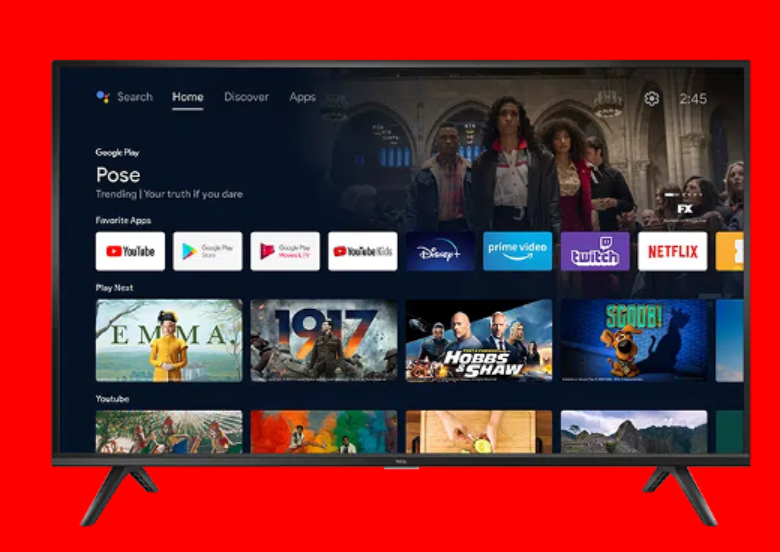 Search Home Discover Apps 2:45
Google Play
Pose
Trending | Your truth if you dare
FX
Favorite Apps
YouTube Google Play Store Google Play Movies & TV YouTube Kids Disney+ prime video twitch NETFLIX
Play Next
EMMA. 1917 HOBBS & SHAW SCOOB!
Youtube
TCL